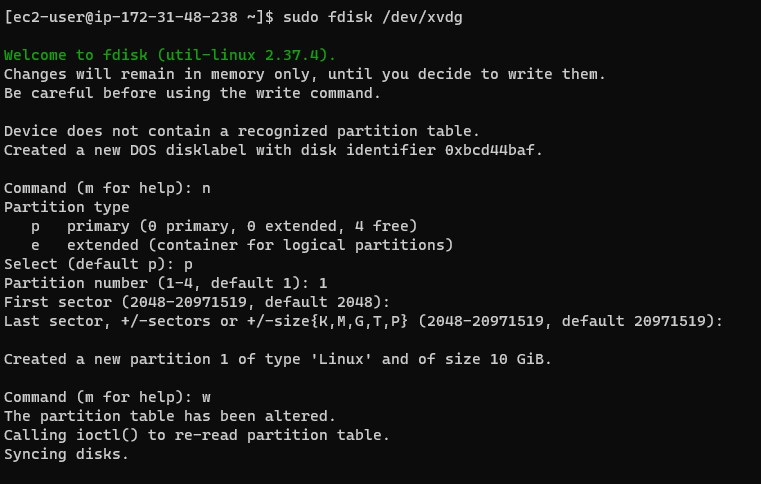 [ec2-user@ip-172-31-48-238 ~]$ sudo fdisk /dev/xvdg
Welcome to fdisk (util-linux 2.37.4).
Changes will remain in memory only, until you decide to write them.
Be careful before using the write command.
Device does not contain a recognized partition table.
Created a new DOS disklabel with disk identifier 0xbcd44baf.
Command (m for help): n
Partition type
   p   primary (0 primary, 0 extended, 4 free)
   e   extended (container for logical partitions)
Select (default p): p
Partition number (1-4, default 1): 1
First sector (2048-20971519, default 2048):
Last sector, +/-sectors or +/-size{K,M,G,T,P} (2048-20971519, default 20971519):
Created a new partition 1 of type 'Linux' and of size 10 GiB.
Command (m for help): w
The partition table has been altered.
Calling ioctl() to re-read partition table.
Syncing disks.